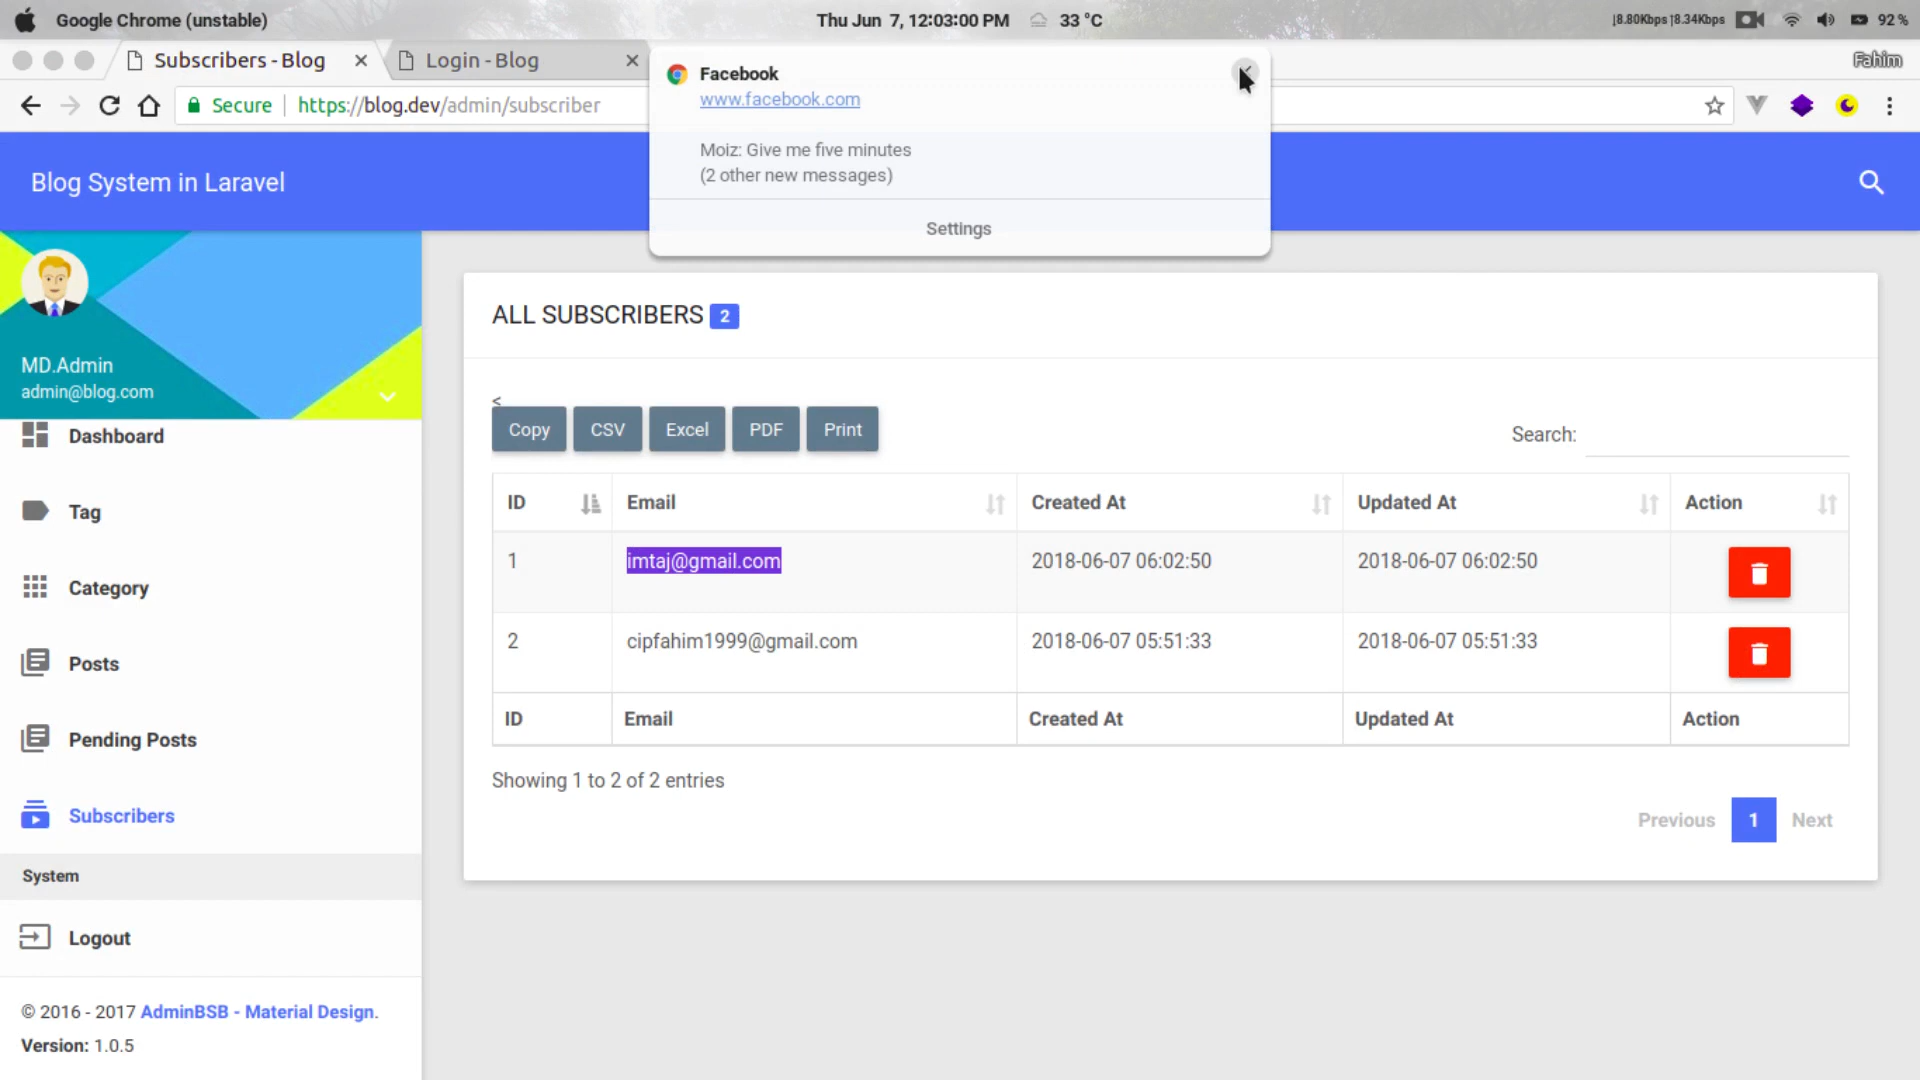 Google Chrome (unstable)
Thu Jun 7, 12:03:00 PM 33 °C
8.80Kbps 8.34Kbps 92 %
Subscribers - Blog
Login - Blog
Fahim
Secure https://blog.dev/admin/subscriber
Facebook
www.facebook.com
Moiz: Give me five minutes
(2 other new messages)
Settings
Blog System in Laravel
MD.Admin
admin@blog.com
Dashboard
Tag
Category
Posts
Pending Posts
Subscribers
System
Logout
© 2016 - 2017 AdminBSB - Material Design.
Version: 1.0.5
ALL SUBSCRIBERS 2
<
Copy CSV Excel PDF Print
Search:
ID Email Created At Updated At Action
1 imtaj@gmail.com 2018-06-07 06:02:50 2018-06-07 06:02:50
2 cipfahim1999@gmail.com 2018-06-07 05:51:33 2018-06-07 05:51:33
ID Email Created At Updated At Action
Showing 1 to 2 of 2 entries
Previous 1 Next